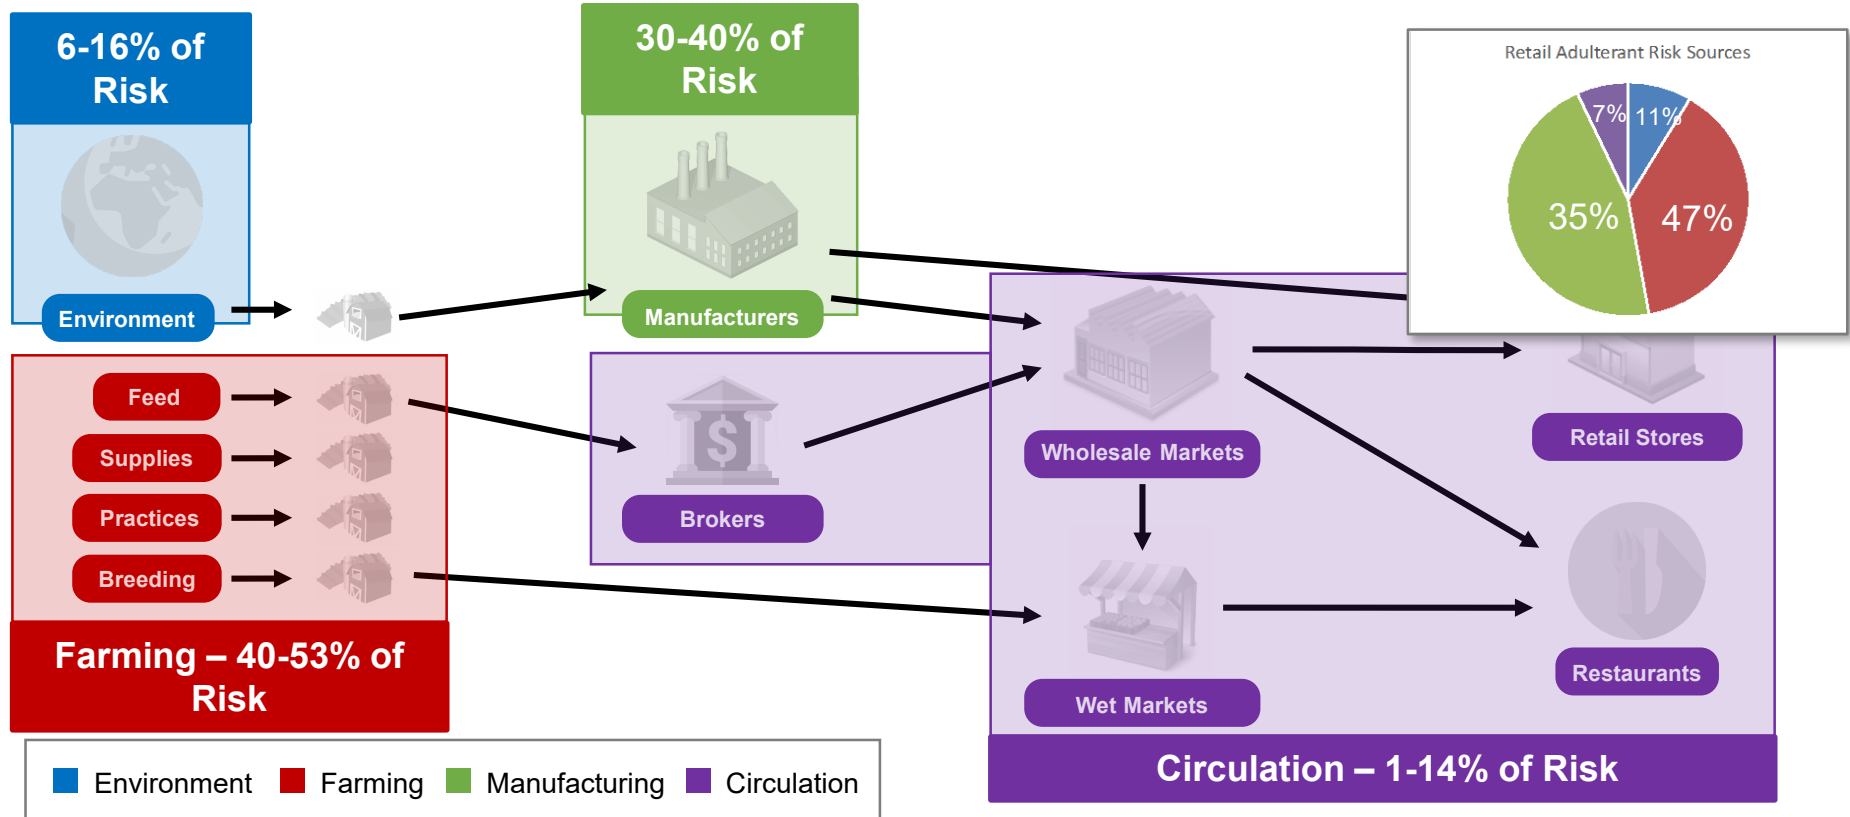 6-16% of
Risk
Environment
30-40% of
Risk
Manufacturers
Retail Adulterant Risk Sources
7%
11%
35%
47%
Feed
Supplies
Practices
Breeding
Farming – 40-53% of
Risk
Brokers
Wholesale Markets
Retail Stores
Wet Markets
Restaurants
Circulation – 1-14% of Risk
Environment
Farming
Manufacturing
Circulation